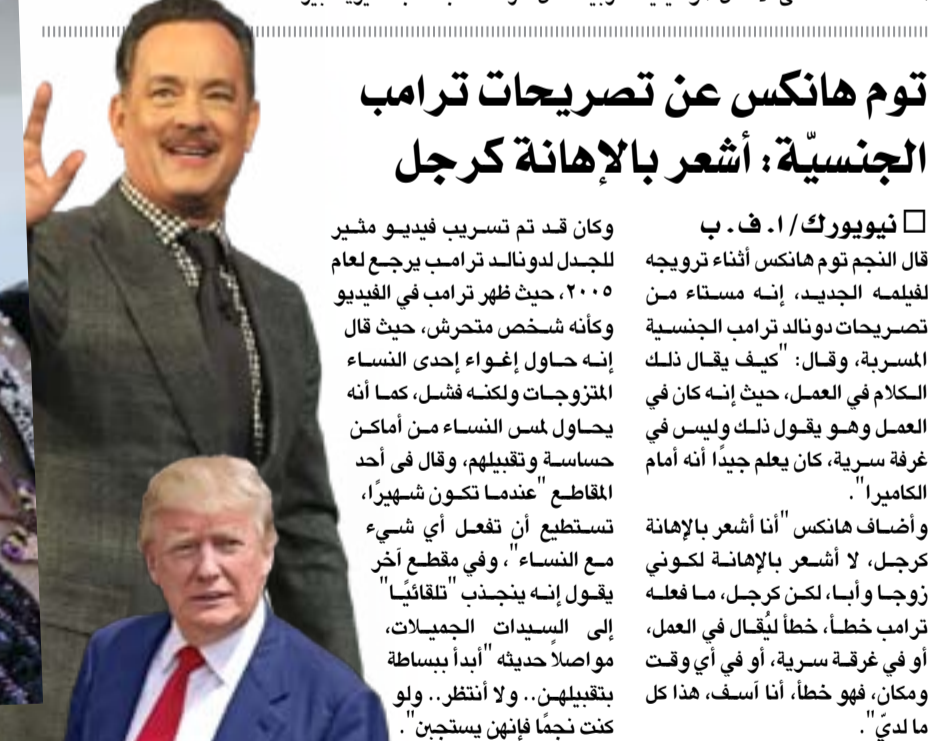 توم هانكس عن تصريحات ترامب
الجنسيّة: أشعر بالإهانة كرجل
□ نيويورك/ ا. ف. ب
قال النجم توم هانكس أثناء ترويجه
لفيلمه الجديد، إنه مستاء من
تصريحات دونالد ترامب الجنسية
المسربة، وقال: "كيف يقال ذلك
الكلام في العمل، حيث إنه كان في
العمل وهو يقول ذلك وليس في
غرفة سرية، كان يعلم جيدًا أنه أمام
الكاميرا".
وأضاف هانكس "أنا أشعر بالإهانة
كرجل، لا أشعر بالإهانة لكوني
زوجا وأبا، لكن كرجل، ما فعله
ترامب خطأ، خطأ ليُقال في العمل،
أو في غرقة سرية، أو في أي وقت
ومكان، فهو خطأ، أنا آسف، هذا كل
ما لديّ".
وكان قد تم تسريب فيديو مثير
للجدل لدونالد ترامب يرجع لعام
٢٠٠٥، حيث ظهر ترامب في الفيديو
وكأنه شخص متحرش، حيث قال
إنه حاول إغواء إحدى النساء
المتزوجات ولكنه فشل، كما أنه
يحاول لمس النساء من أماكن
حساسة وتقبيلهم، وقال فى أحد
المقاطع "عندما تكون شهيرًا،
تستطيع أن تفعل أي شيء
مع النساء"، وفي مقطع آخر
يقول إنه ينجذب "تلقائيًا"
إلى السيدات الجميلات،
مواصلاً حديثه "أبدأ ببساطة
بتقبيلهن.. ولا أنتظر.. ولو
كنت نجمًا فإنهن يستجبن".